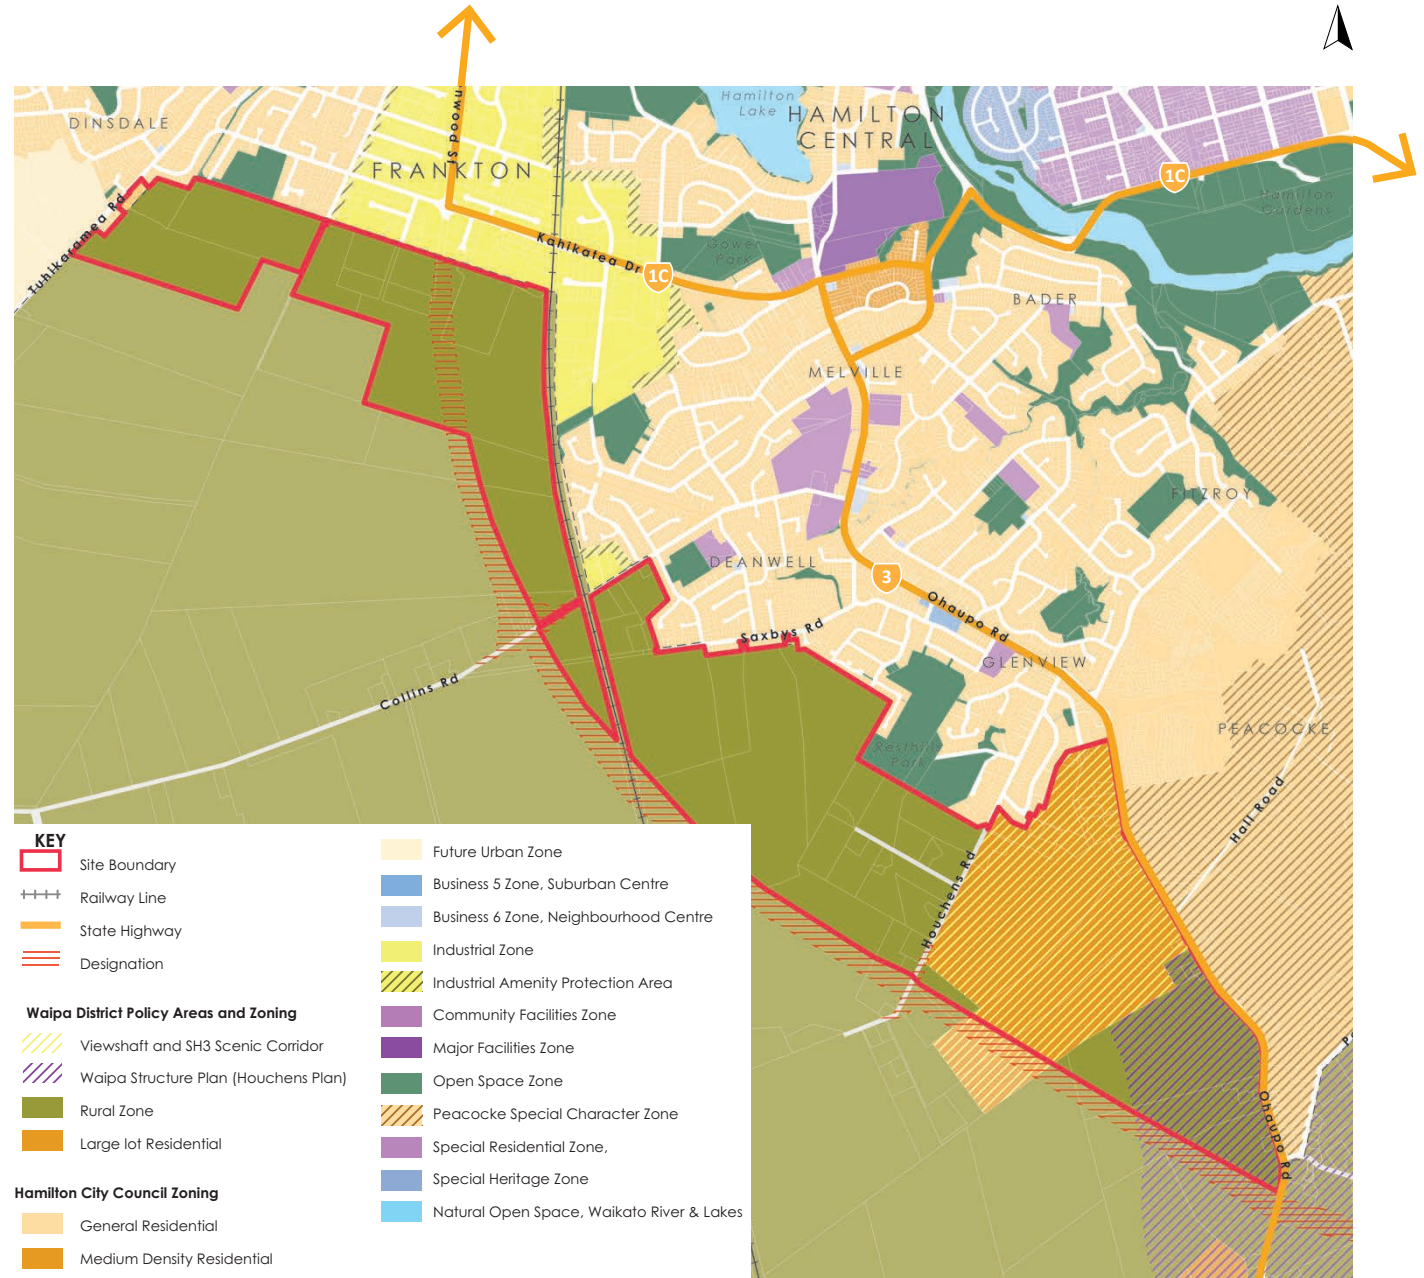 DINSDALE
nwood St
FRANKTON
Hamilton
Lake
HAMILTON
CENTRAL
1C
Hamilton
Gardens
Tuhikaramea Rd
Kahikatea Dr
1C
Gower
Park
BADER
MELVILLE
FITZROY
DEANWELL
3
Ohaupo Rd
Saxbys Rd
GLENVIEW
Collins Rd
PEACOCKE
Resthills
Park
Hall Road
Houchens Rd
Ohaupo Rd
KEY
Site Boundary
Railway Line
State Highway
Designation
Waipa District Policy Areas and Zoning
Viewshaft and SH3 Scenic Corridor
Waipa Structure Plan (Houchens Plan)
Rural Zone
Large lot Residential
Hamilton City Council Zoning
General Residential
Medium Density Residential
Future Urban Zone
Business 5 Zone, Suburban Centre
Business 6 Zone, Neighbourhood Centre
Industrial Zone
Industrial Amenity Protection Area
Community Facilities Zone
Major Facilities Zone
Open Space Zone
Peacocke Special Character Zone
Special Residential Zone,
Special Heritage Zone
Natural Open Space, Waikato River & Lakes